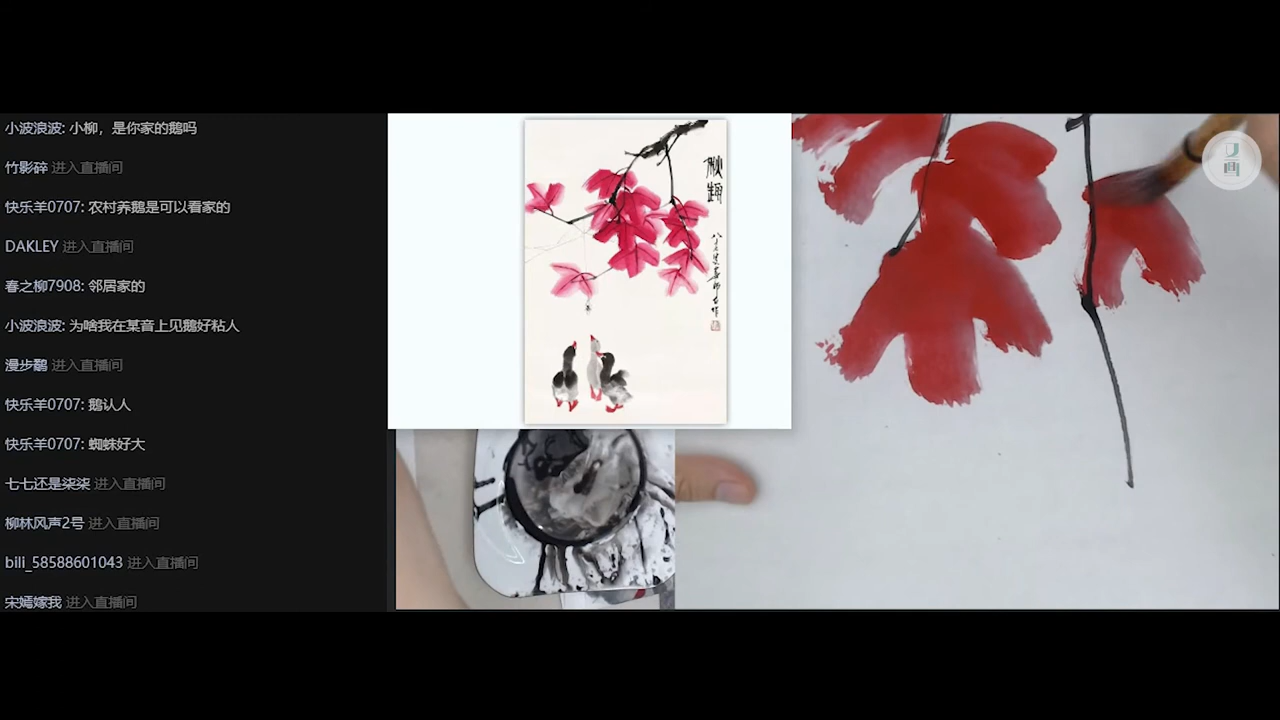 小波浪波: 小柳，是你家的鹅吗
竹影碎 进入直播间
快乐羊0707: 农村养鹅是可以看家的
DAKLEY 进入直播间
春之柳7908: 邻居家的
小波浪波: 为啥我在某音上见鹅好粘人
漫步鹳 进入直播间
快乐羊0707: 鹅认人
快乐羊0707: 蜘蛛好大
七七还是柒柒 进入直播间
柳林风声2号 进入直播间
bili_58588601043 进入直播间
宋嫣嫁我 进入直播间
秋趣
画